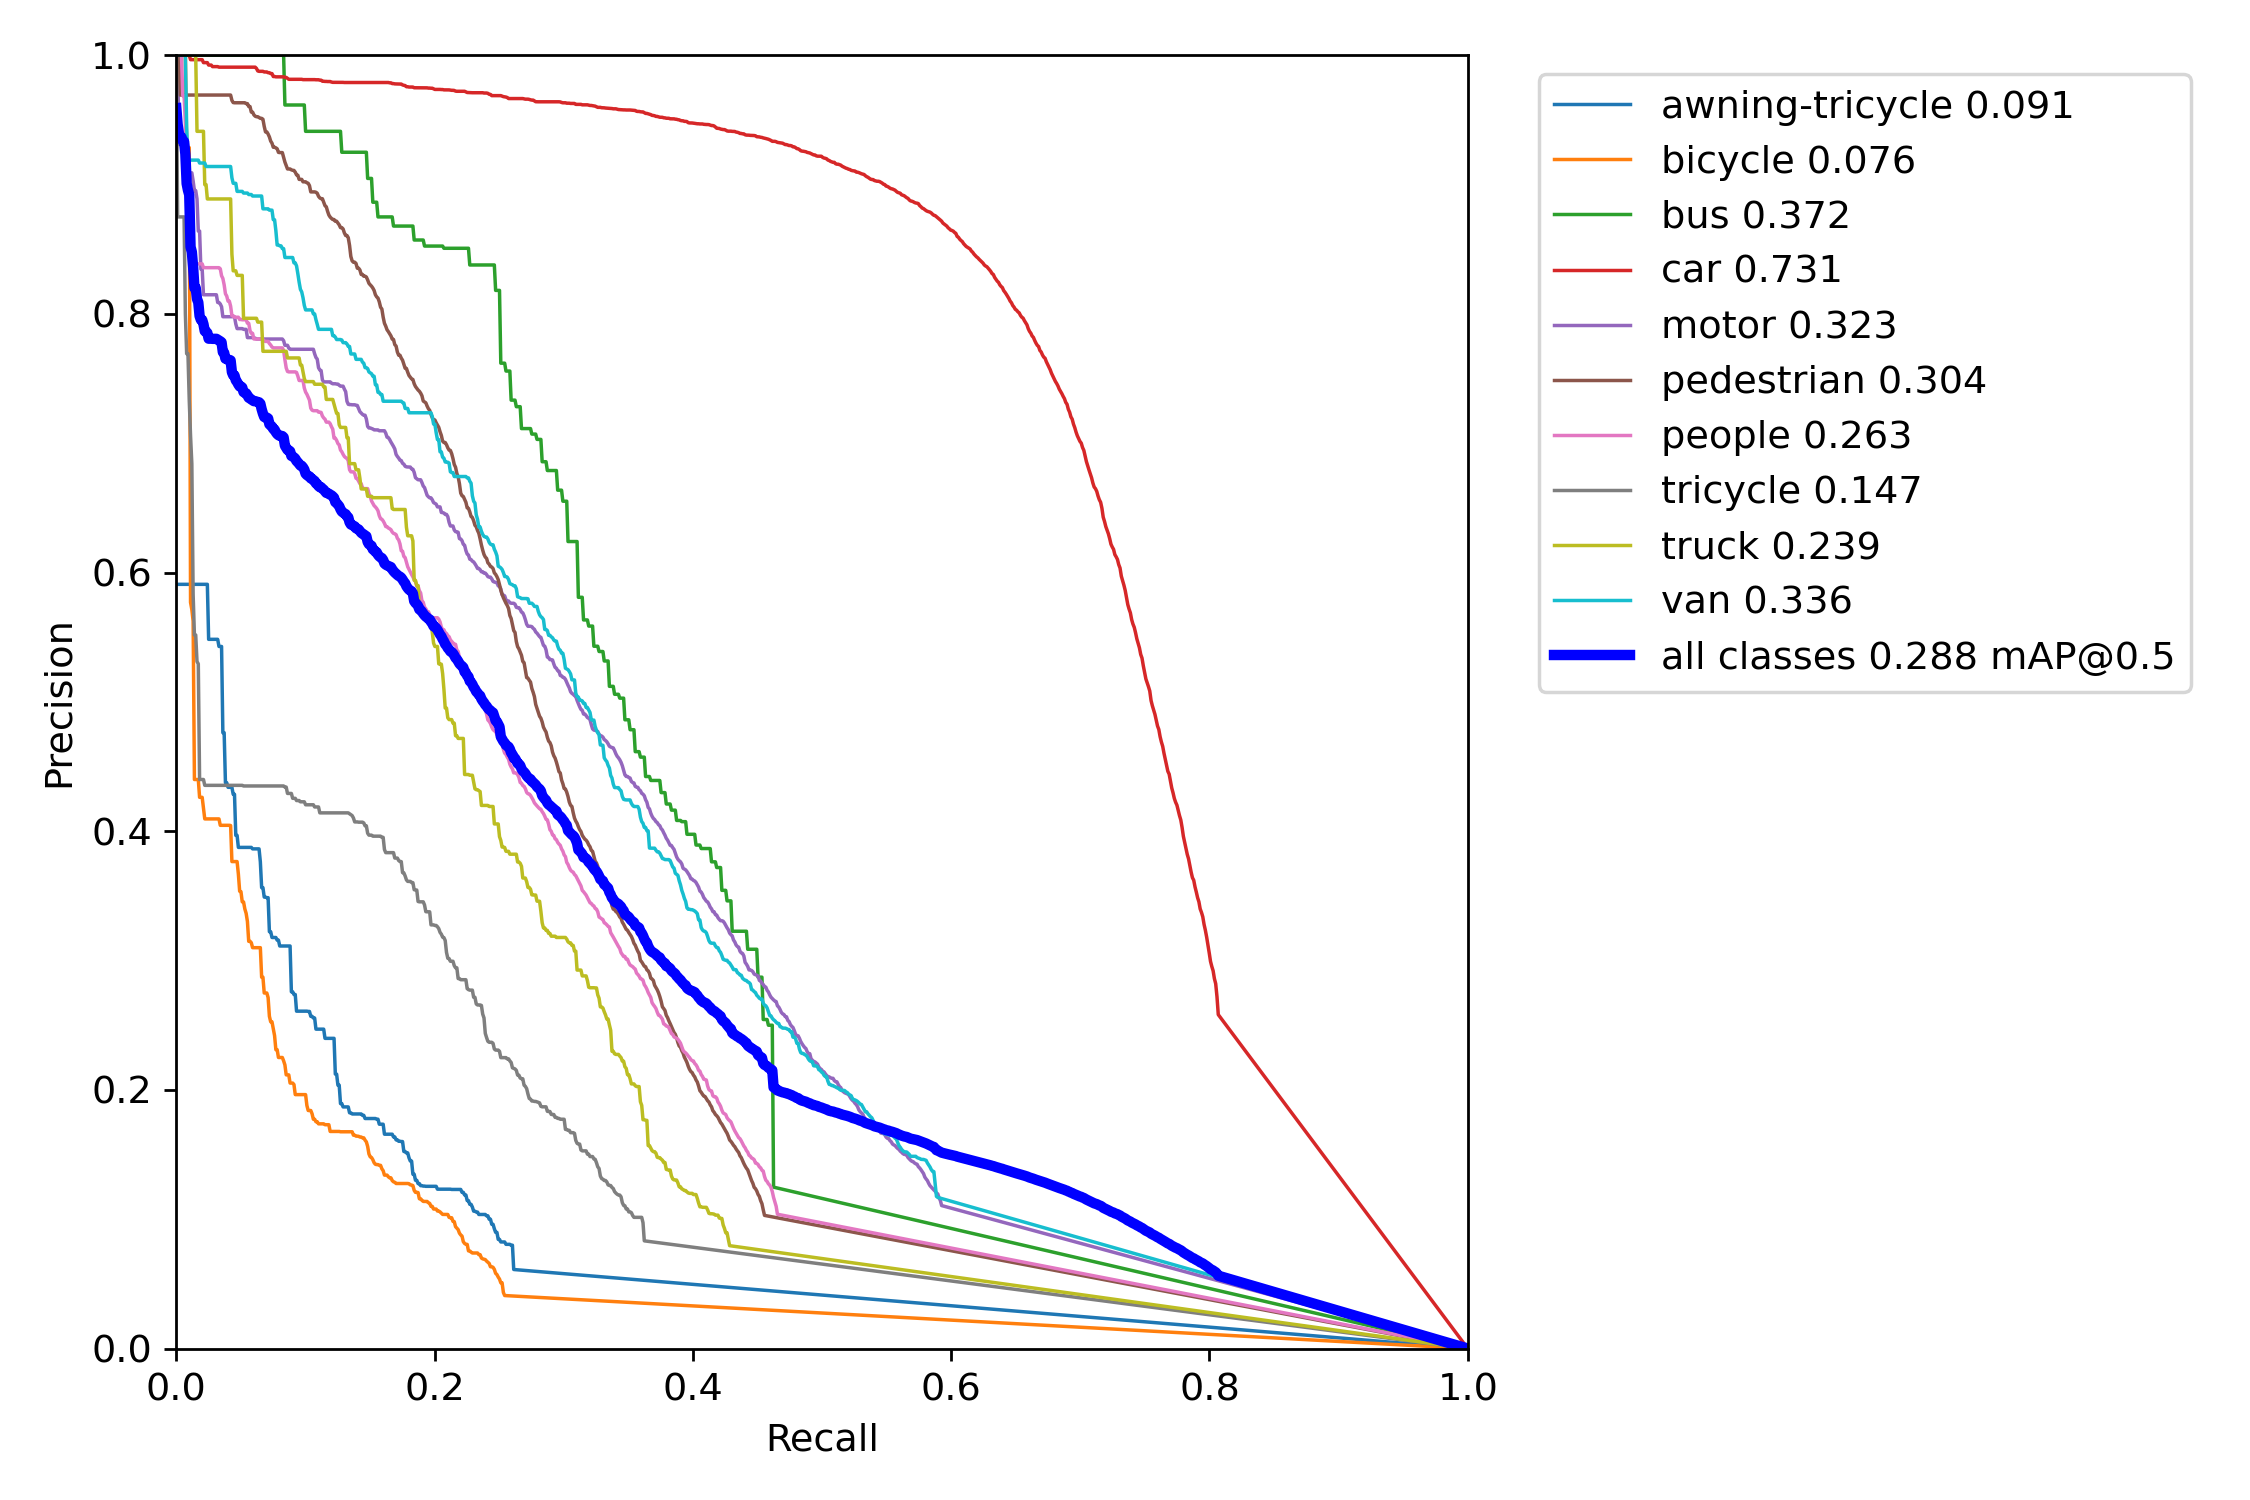 1.0
0.8
0.6
0.4
0.2
0.0
Precision
0.0 0.2 0.4 0.6 0.8 1.0
Recall
awning-tricycle 0.091
bicycle 0.076
bus 0.372
car 0.731
motor 0.323
pedestrian 0.304
people 0.263
tricycle 0.147
truck 0.239
van 0.336
all classes 0.288 mAP@0.5